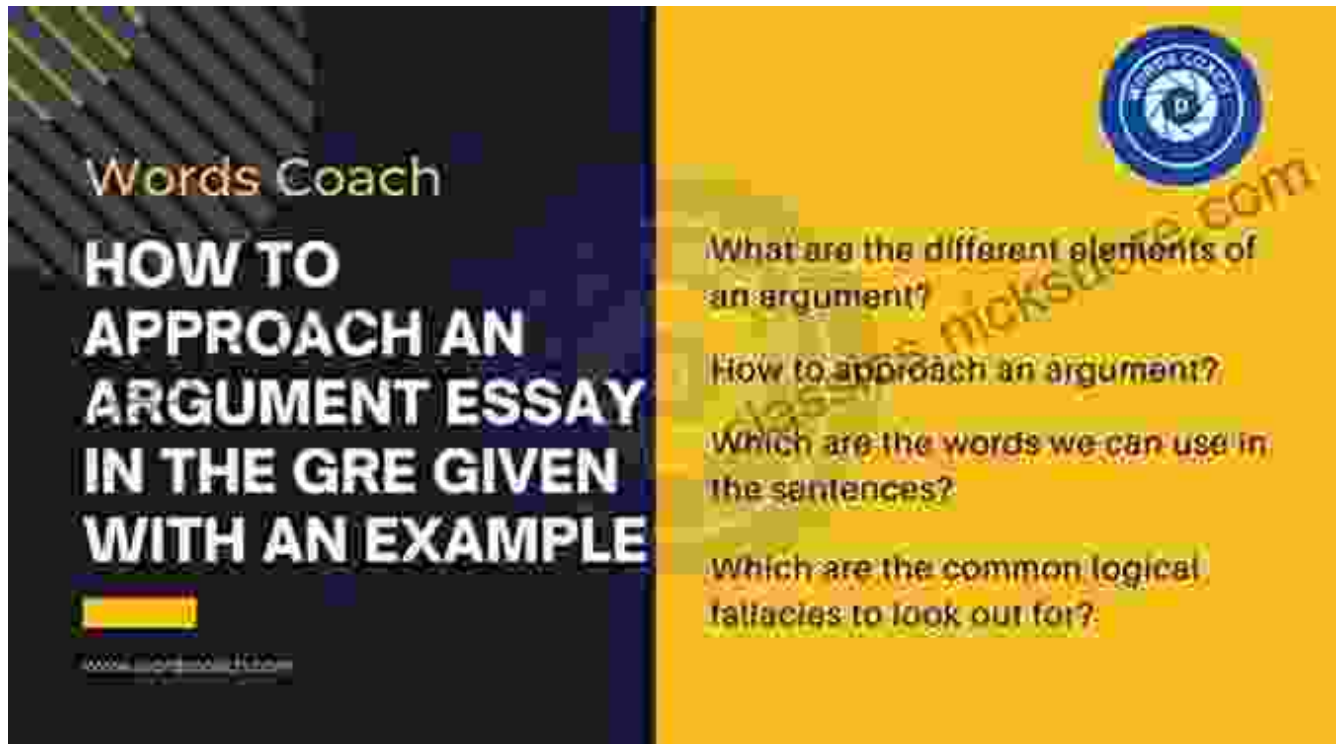 Words Coach
HOW TO
APPROACH AN
ARGUMENT ESSAY
IN THE GRE GIVEN
WITH AN EXAMPLE
WORDS COACH
What are the different elements of
an argument?
How to approach an argument?
Which are the words we can use in
the sentences?
Which are the common logical
fallacies to look out for?